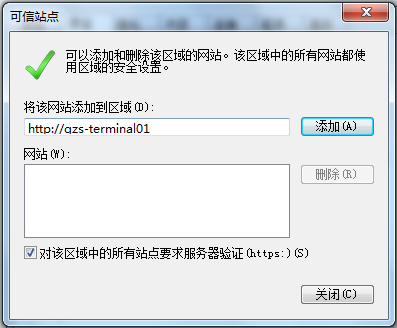 可信站点
可以添加和删除该区域的网站。该区域中的所有网站都使
用区域的安全设置。
将该网站添加到区域(D):
http://qzs-terminal01
添加(A)
网站(W):
删除(R)
对该区域中的所有站点要求服务器验证(https:)(S)
关闭(C)